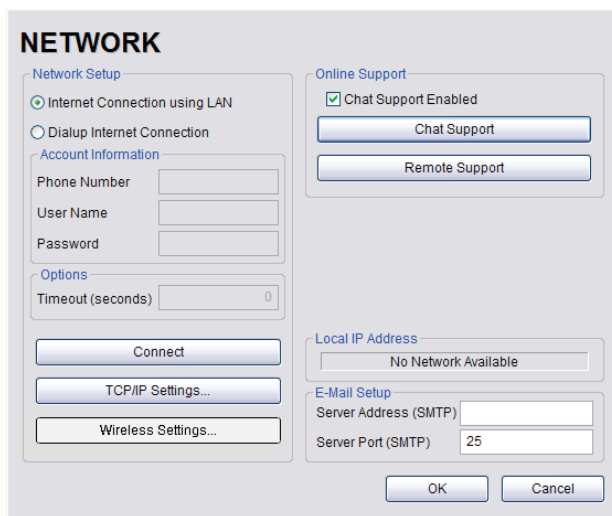 NETWORK
Network Setup
Internet Connection using LAN
Dialup Internet Connection
Account Information
Phone Number
User Name
Password
Options
Timeout (seconds) 0
Connect
TCP/IP Settings...
Wireless Settings...
Online Support
Chat Support Enabled
Chat Support
Remote Support
Local IP Address
No Network Available
E-Mail Setup
Server Address (SMTP)
Server Port (SMTP) 25
OK
Cancel